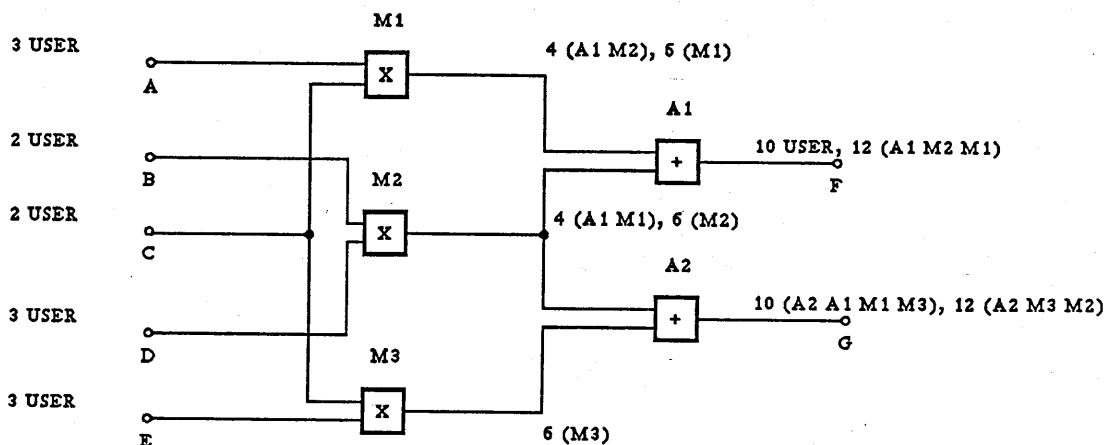 M1
3 USER
4 (A1 M2), 6 (M1)
X
A
A1
2 USER
10 USER, 12 (A1 M2 M1)
+
B
M2
F
2 USER
4 (A1 M1), 6 (M2)
X
C
A2
3 USER
10 (A2 A1 M1 M3), 12 (A2 M3 M2)
+
D
M3
G
3 USER
X
E
6 (M3)